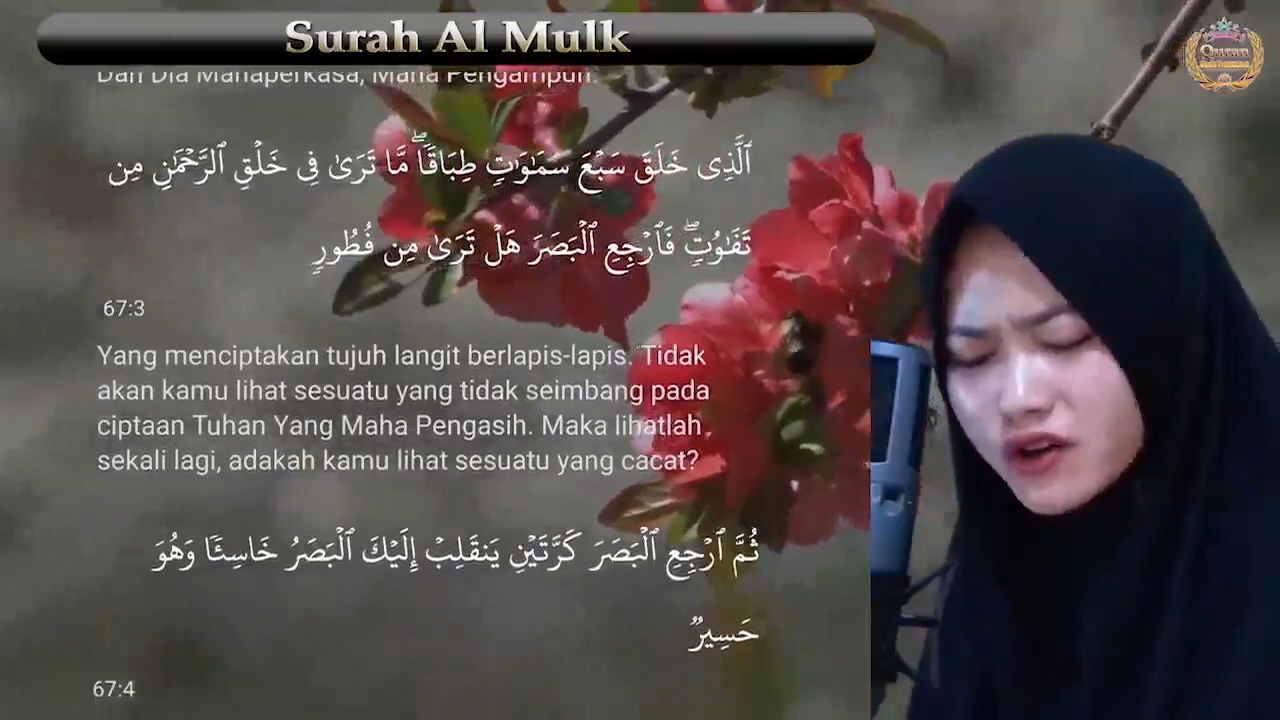 Surah Al Mulk
Quran
Dan Dia Mahaperkasa, Maha Pengampun.
ٱلَّذِى خَلَقَ سَبْعَ سَمَٰوَٰتٍ طِبَاقًا ۖ مَّا تَرَىٰ فِى خَلْقِ ٱلرَّحْمَٰنِ مِن
تَفَٰوُتٍ ۖ فَٱرْجِعِ ٱلْبَصَرَ هَلْ تَرَىٰ مِن فُطُورٍ
67:3
Yang menciptakan tujuh langit berlapis-lapis. Tidak
akan kamu lihat sesuatu yang tidak seimbang pada
ciptaan Tuhan Yang Maha Pengasih. Maka lihatlah
sekali lagi, adakah kamu lihat sesuatu yang cacat?
ثُمَّ ٱرْجِعِ ٱلْبَصَرَ كَرَّتَيْنِ يَنقَلِبْ إِلَيْكَ ٱلْبَصَرُ خَاسِئًا وَهُوَ
حَسِيرٌ
67:4